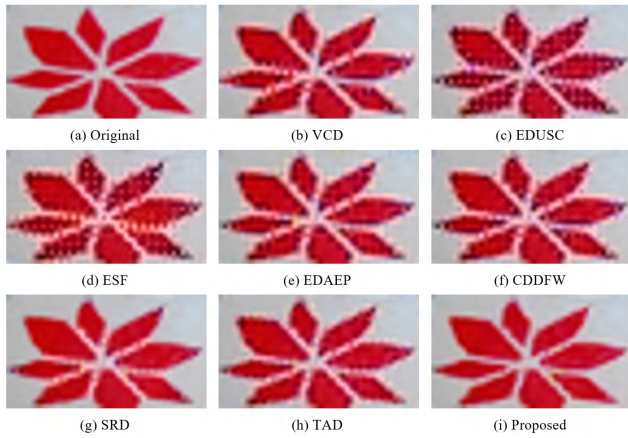 (a) Original
(b) VCD
(c) EDUSC
(d) ESF
(e) EDAEP
(f) CDDFW
(g) SRD
(h) TAD
(i) Proposed